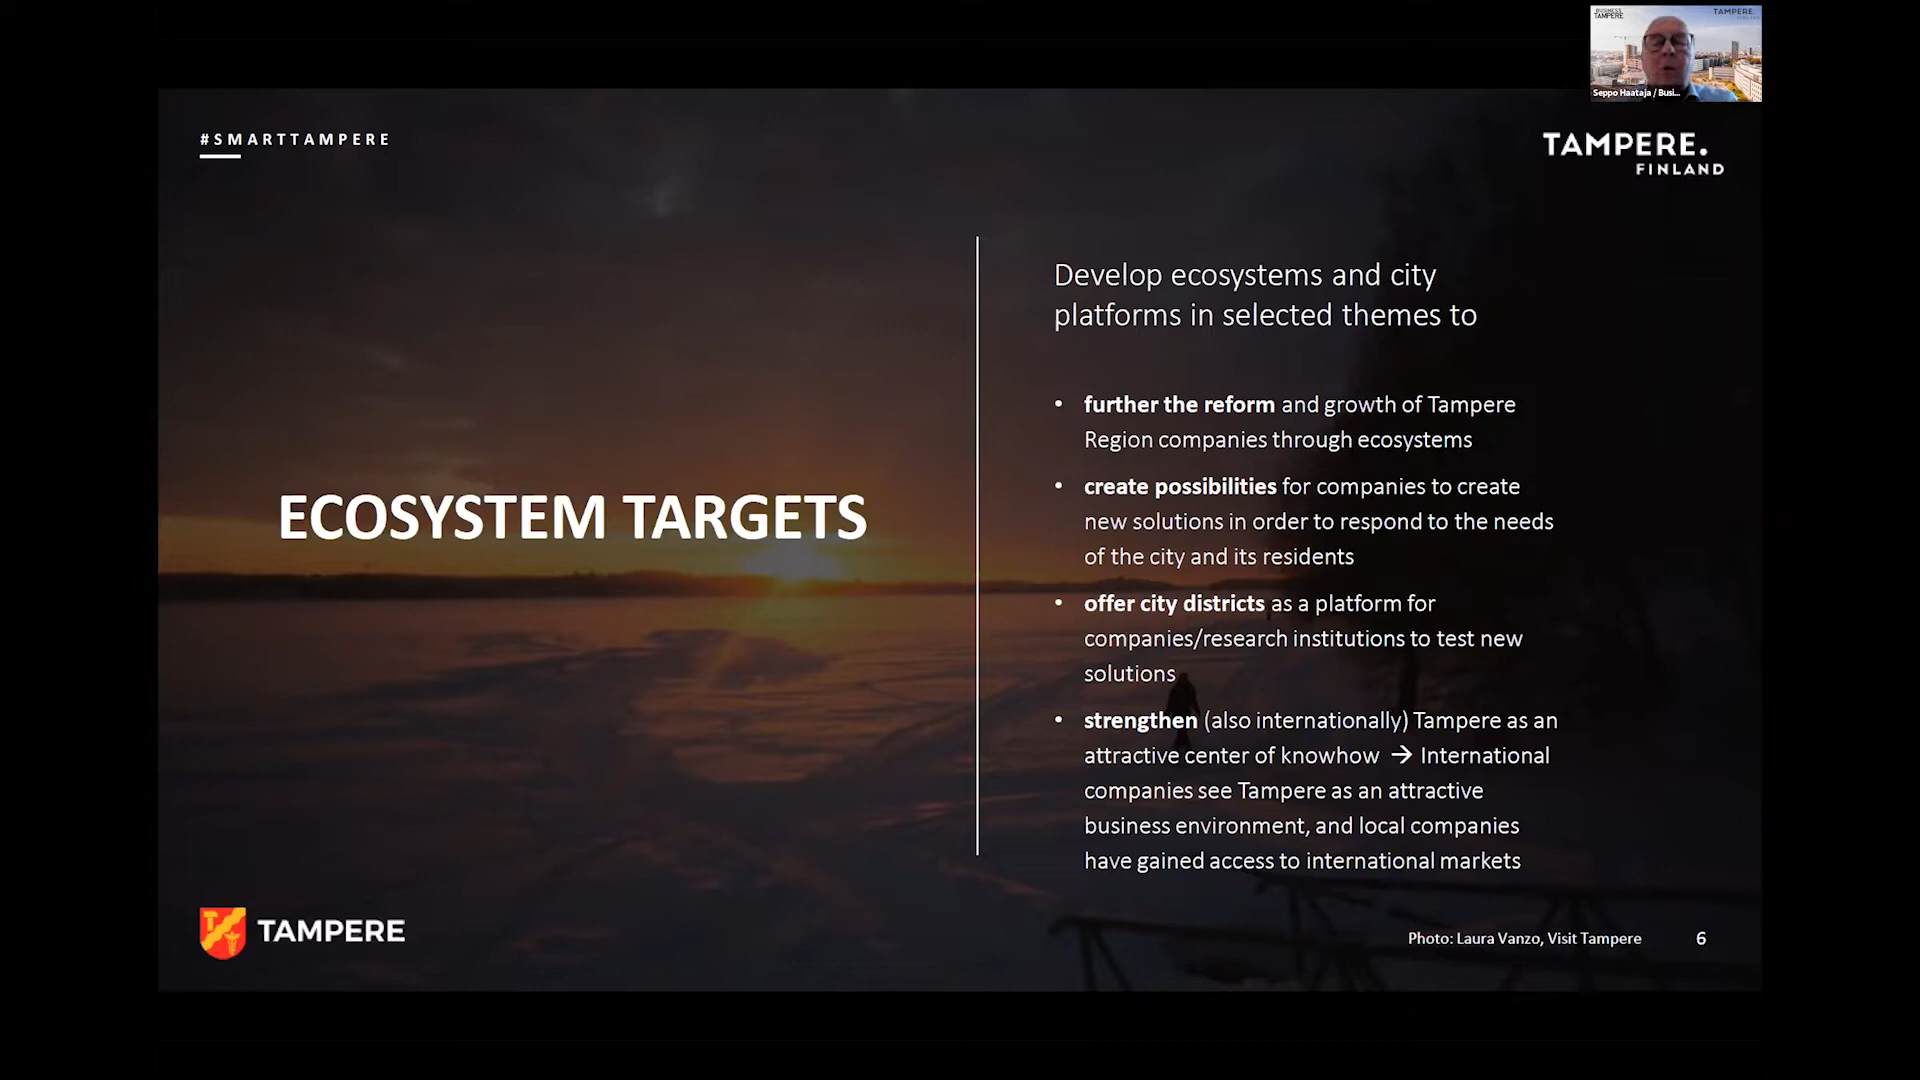 BUSINESS
TAMPERE
TAMPERE.
FINLAND
Seppo Haataja / Busi...
#SMARTTAMPERE
TAMPERE.
FINLAND
ECOSYSTEM TARGETS
Develop ecosystems and city
platforms in selected themes to
• further the reform and growth of Tampere
Region companies through ecosystems
• create possibilities for companies to create
new solutions in order to respond to the needs
of the city and its residents
• offer city districts as a platform for
companies/research institutions to test new
solutions
• strengthen (also internationally) Tampere as an
attractive center of knowhow → International
companies see Tampere as an attractive
business environment, and local companies
have gained access to international markets
TAMPERE
Photo: Laura Vanzo, Visit Tampere
6